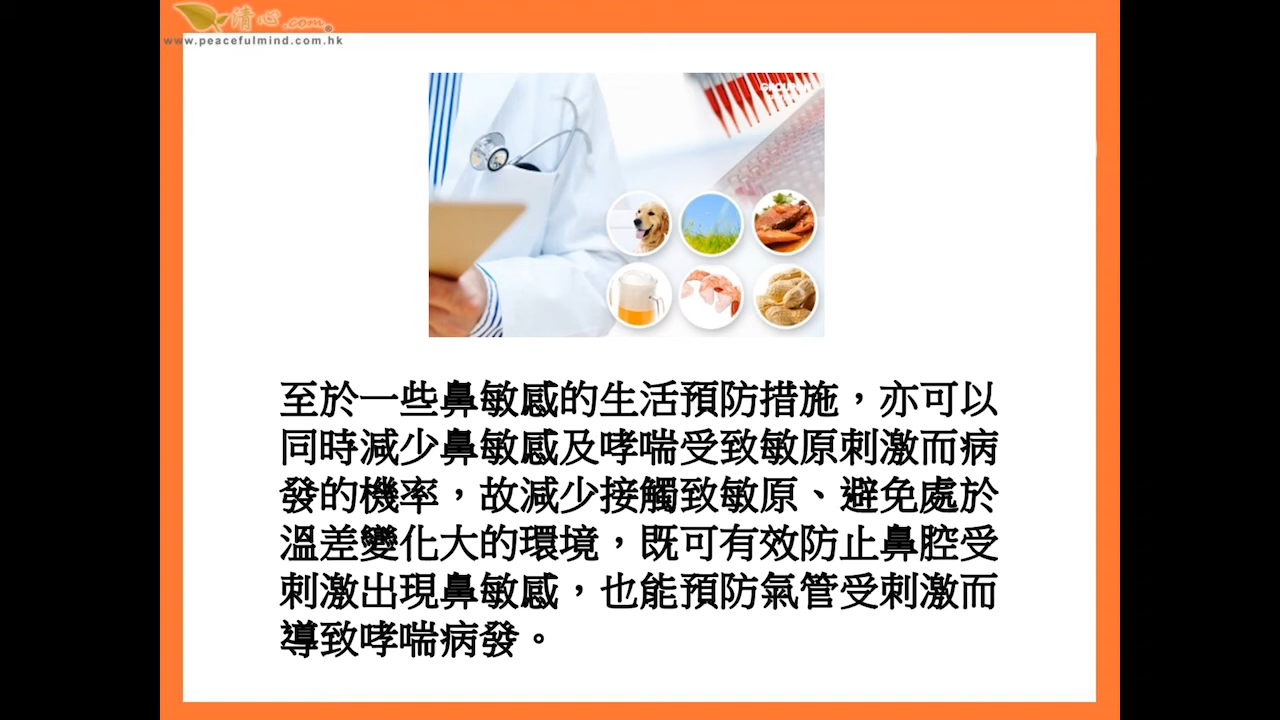 清心.com
www.peacefulmind.com.hk
至於一些鼻敏感的生活預防措施，亦可以
同時減少鼻敏感及哮喘受致敏原刺激而病
發的機率，故減少接觸致敏原、避免處於
溫差變化大的環境，既可有效防止鼻腔受
刺激出現鼻敏感，也能預防氣管受刺激而
導致哮喘病發。